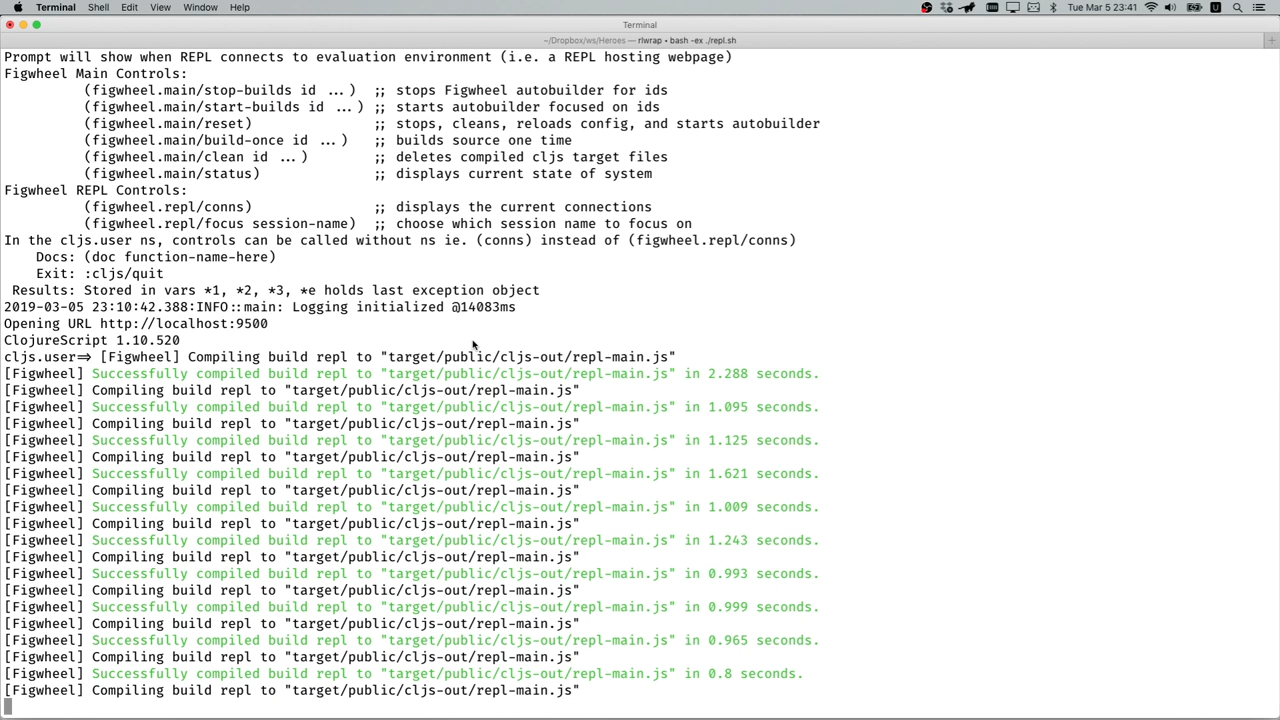 Terminal Shell Edit View Window Help Tue Mar 5 23:41
Terminal
~/Dropbox/ws/Heroes — rlwrap • bash -ex ./repl.sh
Prompt will show when REPL connects to evaluation environment (i.e. a REPL hosting webpage)
Figwheel Main Controls:
(figwheel.main/stop-builds id ...) ;; stops Figwheel autobuilder for ids
(figwheel.main/start-builds id ...) ;; starts autobuilder focused on ids
(figwheel.main/reset) ;; stops, cleans, reloads config, and starts autobuilder
(figwheel.main/build-once id ...) ;; builds source one time
(figwheel.main/clean id ...) ;; deletes compiled cljs target files
(figwheel.main/status) ;; displays current state of system
Figwheel REPL Controls:
(figwheel.repl/conns) ;; displays the current connections
(figwheel.repl/focus session-name) ;; choose which session name to focus on
In the cljs.user ns, controls can be called without ns ie. (conns) instead of (figwheel.repl/conns)
Docs: (doc function-name-here)
Exit: :cljs/quit
Results: Stored in vars *1, *2, *3, *e holds last exception object
2019-03-05 23:10:42.388:INFO::main: Logging initialized @14083ms
Opening URL http://localhost:9500
ClojureScript 1.10.520
cljs.user=> [Figwheel] Compiling build repl to "target/public/cljs-out/repl-main.js"
[Figwheel] Successfully compiled build repl to "target/public/cljs-out/repl-main.js" in 2.288 seconds.
[Figwheel] Compiling build repl to "target/public/cljs-out/repl-main.js"
[Figwheel] Successfully compiled build repl to "target/public/cljs-out/repl-main.js" in 1.095 seconds.
[Figwheel] Compiling build repl to "target/public/cljs-out/repl-main.js"
[Figwheel] Successfully compiled build repl to "target/public/cljs-out/repl-main.js" in 1.125 seconds.
[Figwheel] Compiling build repl to "target/public/cljs-out/repl-main.js"
[Figwheel] Successfully compiled build repl to "target/public/cljs-out/repl-main.js" in 1.621 seconds.
[Figwheel] Compiling build repl to "target/public/cljs-out/repl-main.js"
[Figwheel] Successfully compiled build repl to "target/public/cljs-out/repl-main.js" in 1.009 seconds.
[Figwheel] Compiling build repl to "target/public/cljs-out/repl-main.js"
[Figwheel] Successfully compiled build repl to "target/public/cljs-out/repl-main.js" in 1.243 seconds.
[Figwheel] Compiling build repl to "target/public/cljs-out/repl-main.js"
[Figwheel] Successfully compiled build repl to "target/public/cljs-out/repl-main.js" in 0.993 seconds.
[Figwheel] Compiling build repl to "target/public/cljs-out/repl-main.js"
[Figwheel] Successfully compiled build repl to "target/public/cljs-out/repl-main.js" in 0.999 seconds.
[Figwheel] Compiling build repl to "target/public/cljs-out/repl-main.js"
[Figwheel] Successfully compiled build repl to "target/public/cljs-out/repl-main.js" in 0.965 seconds.
[Figwheel] Compiling build repl to "target/public/cljs-out/repl-main.js"
[Figwheel] Successfully compiled build repl to "target/public/cljs-out/repl-main.js" in 0.8 seconds.
[Figwheel] Compiling build repl to "target/public/cljs-out/repl-main.js"